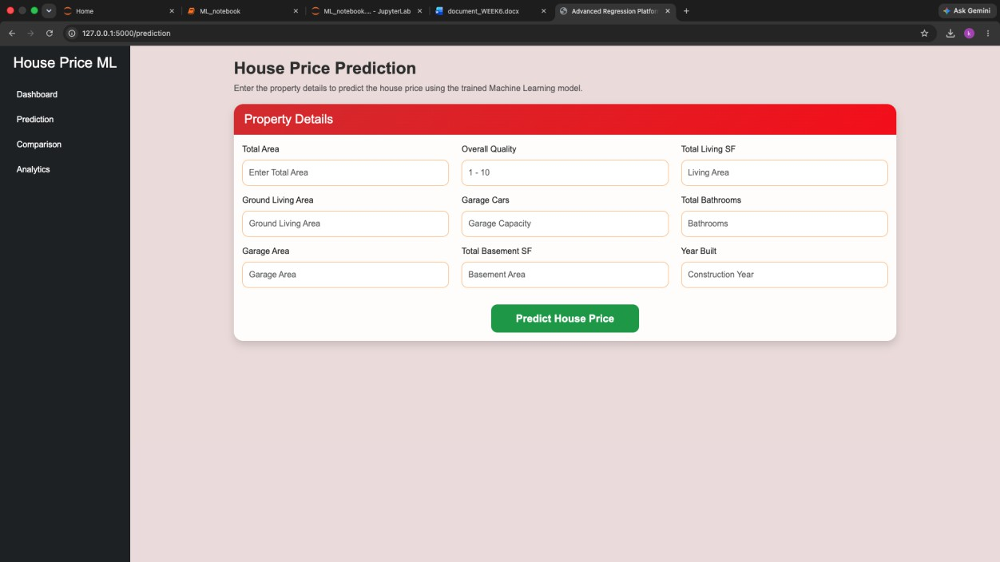 Home
ML_notebook
ML_notebook.... - JupyterLab
document_WEEK6.docx
Advanced Regression Platfor
Ask Gemini
127.0.0.1:5000/prediction
k
House Price ML
Dashboard
Prediction
Comparison
Analytics
House Price Prediction
Enter the property details to predict the house price using the trained Machine Learning model.
Property Details
Total Area
Overall Quality
Total Living SF
Enter Total Area
1 - 10
Living Area
Ground Living Area
Garage Cars
Total Bathrooms
Ground Living Area
Garage Capacity
Bathrooms
Garage Area
Total Basement SF
Year Built
Garage Area
Basement Area
Construction Year
Predict House Price